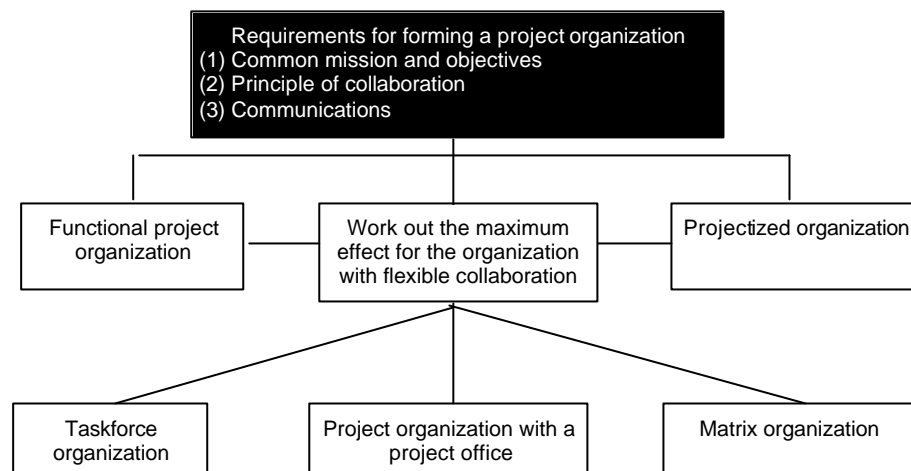 Requirements for forming a project organization
(1) Common mission and objectives
(2) Principle of collaboration
(3) Communications
Functional project
organization
Work out the maximum
effect for the organization
with flexible collaboration
Projectized organization
Taskforce
organization
Project organization with a
project office
Matrix organization